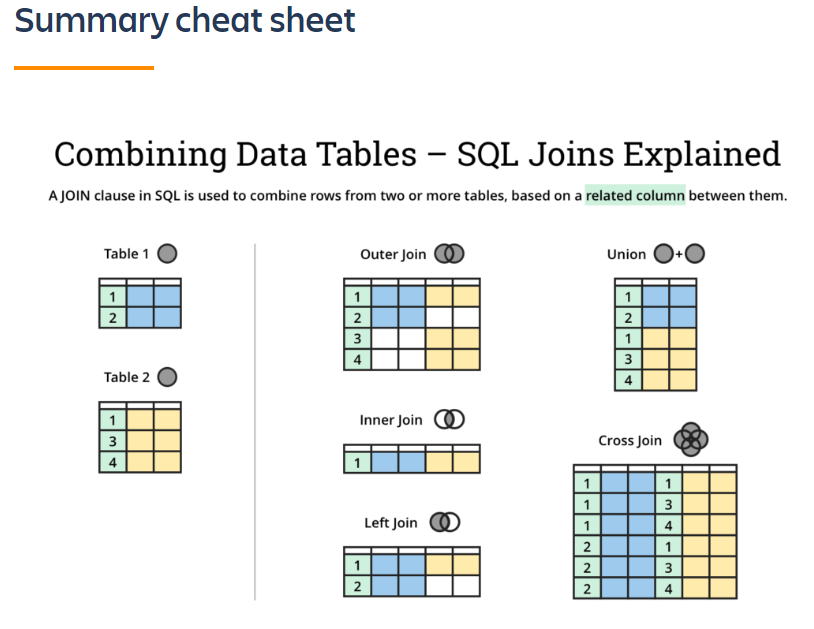 Summary cheat sheet
Combining Data Tables – SQL Joins Explained
A JOIN clause in SQL is used to combine rows from two or more tables, based on a related column between them.
Table 1
1
2
Table 2
1
3
4
Outer Join
1
2
3
4
Inner Join
1
Left Join
1
2
Union +
1
2
1
3
4
Cross Join
1 1
1 3
1 4
2 1
2 3
2 4